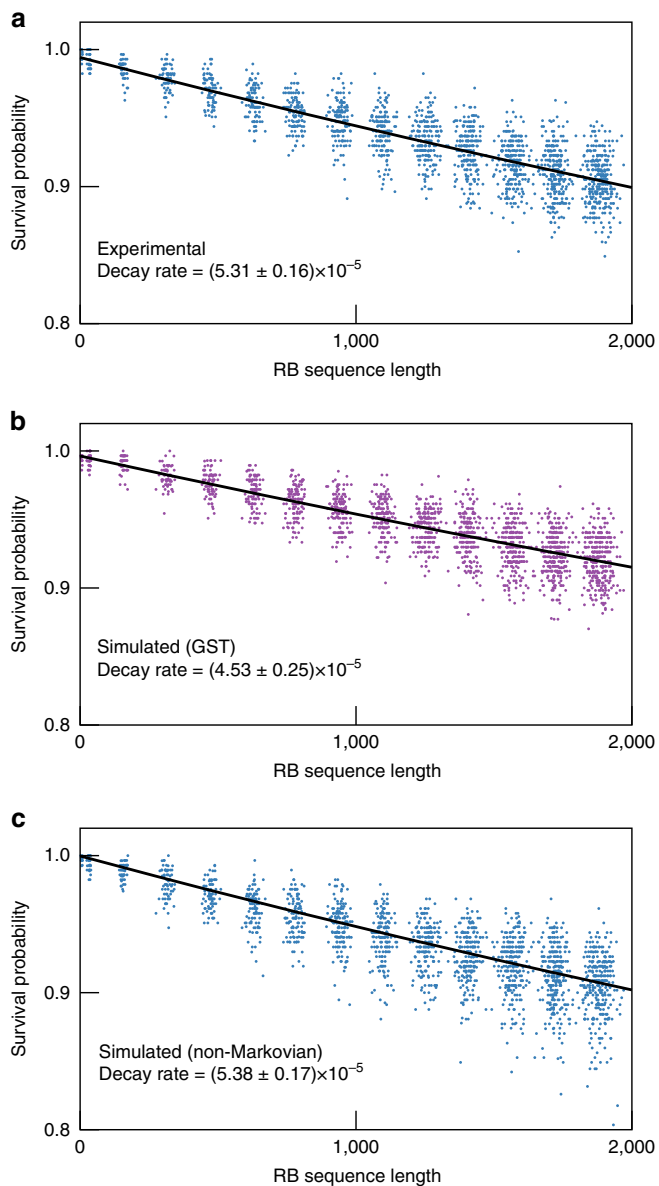 a
1.0
0.9
0.8
Survival probability
Experimental
Decay rate = (5.31 ± 0.16)×10⁻⁵
0
1,000
2,000
RB sequence length
b
1.0
0.9
0.8
Survival probability
Simulated (GST)
Decay rate = (4.53 ± 0.25)×10⁻⁵
0
1,000
2,000
RB sequence length
c
1.0
0.9
0.8
Survival probability
Simulated (non-Markovian)
Decay rate = (5.38 ± 0.17)×10⁻⁵
0
1,000
2,000
RB sequence length